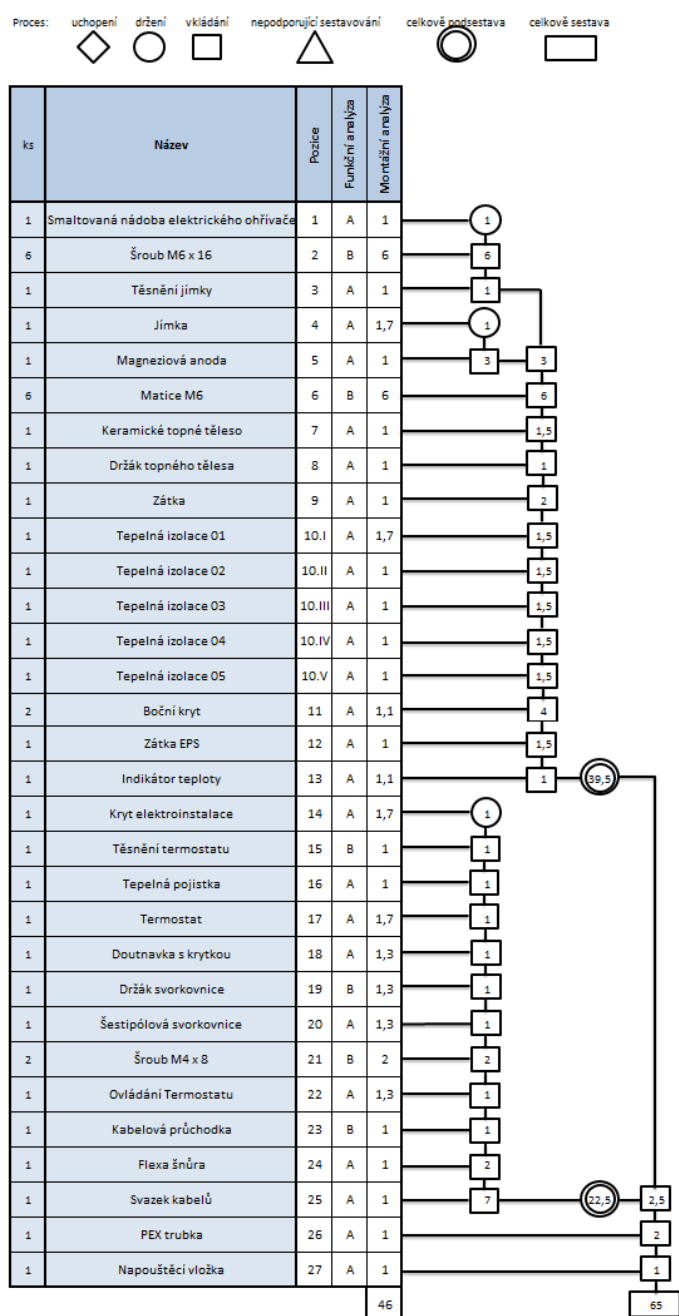 Proces: uchopení držení vkládání nepodporující sestavování celkově podsestava celkově sestava
ks Název Pozice Funkční analýza Montážní analýza
1 Smaltovaná nádoba elektrického ohřívače 1 A 1 1
6 Šroub M6 x 16 2 B 6 6
1 Těsnění jímky 3 A 1 1
1 Jímka 4 A 1,7 1
1 Magneziová anoda 5 A 1 3 3
6 Matice M6 6 B 6 6
1 Keramické topné těleso 7 A 1 1,5
1 Držák topného tělesa 8 A 1 1
1 Zátka 9 A 1 2
1 Tepelná izolace 01 10.I A 1,7 1,5
1 Tepelná izolace 02 10.II A 1 1,5
1 Tepelná izolace 03 10.III A 1 1,5
1 Tepelná izolace 04 10.IV A 1 1,5
1 Tepelná izolace 05 10.V A 1 1,5
2 Boční kryt 11 A 1,1 4
1 Zátka EPS 12 A 1 1,5
1 Indikátor teploty 13 A 1,1 1 39,5
1 Kryt elektroinstalace 14 A 1,7 1
1 Těsnění termostatu 15 B 1 1
1 Tepelná pojistka 16 A 1 1
1 Termostat 17 A 1,7 1
1 Doutnavka s krytkou 18 A 1,3 1
1 Držák svorkovnice 19 B 1,3 1
1 Šestipólová svorkovnice 20 A 1,3 1
2 Šroub M4 x 8 21 B 2 2
1 Ovládání Termostatu 22 A 1,3 1
1 Kabelová průchodka 23 B 1 1
1 Flexa šnůra 24 A 1 2
1 Svazek kabelů 25 A 1 7 22,5 2,5
1 PEX trubka 26 A 1 2
1 Napouštěcí vložka 27 A 1 1
46 65